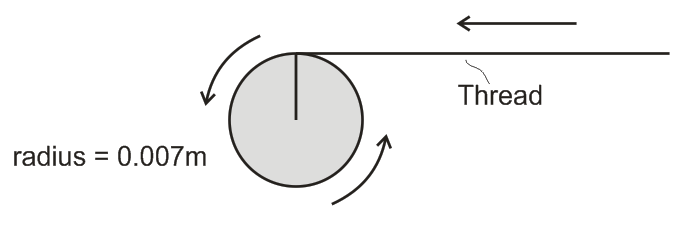 Thread
radius = 0.007m